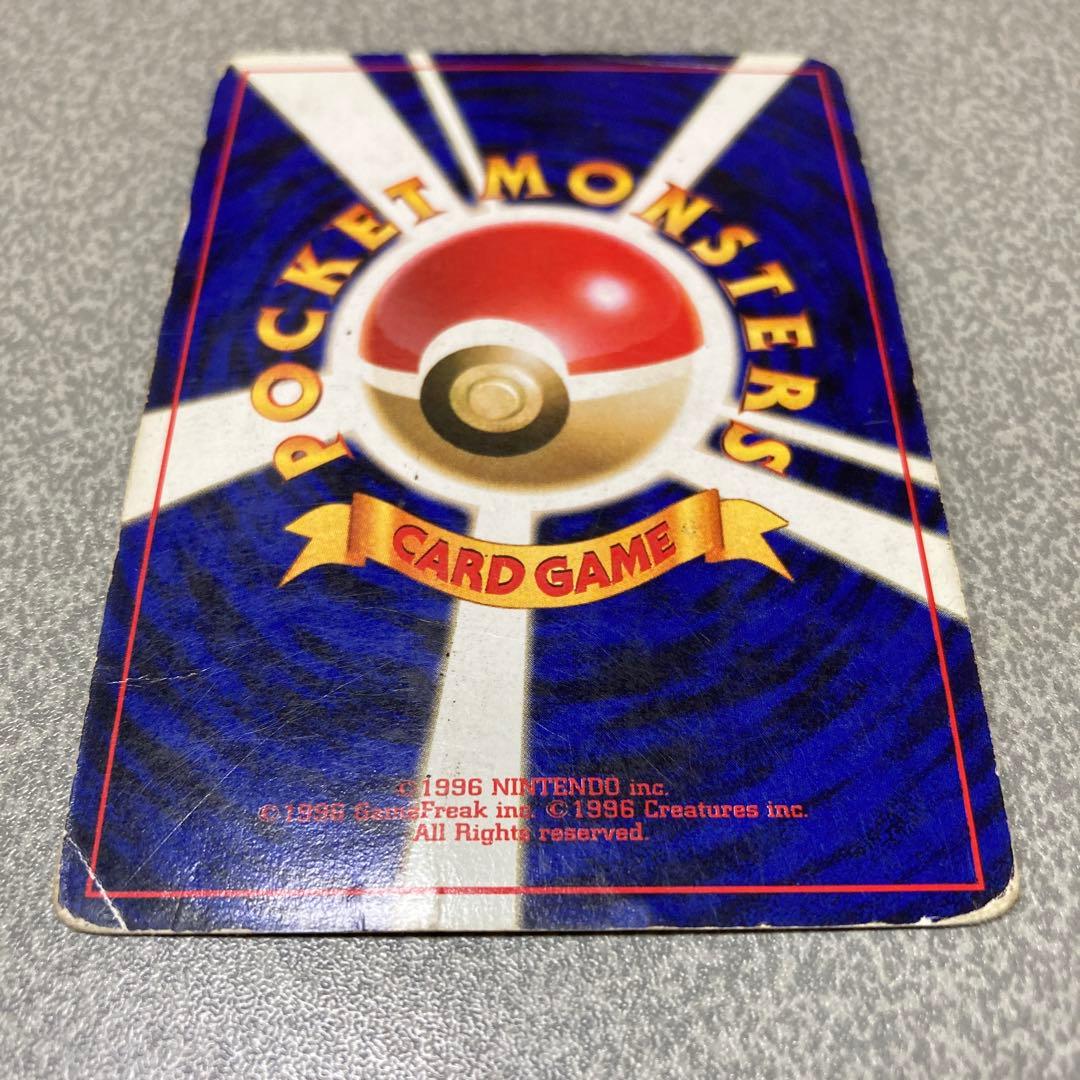 POCKET MONSTERS
CARD GAME
©1996 NINTENDO inc.
©1996 GameFreak inc. ©1996 Creatures inc.
All Rights reserved.